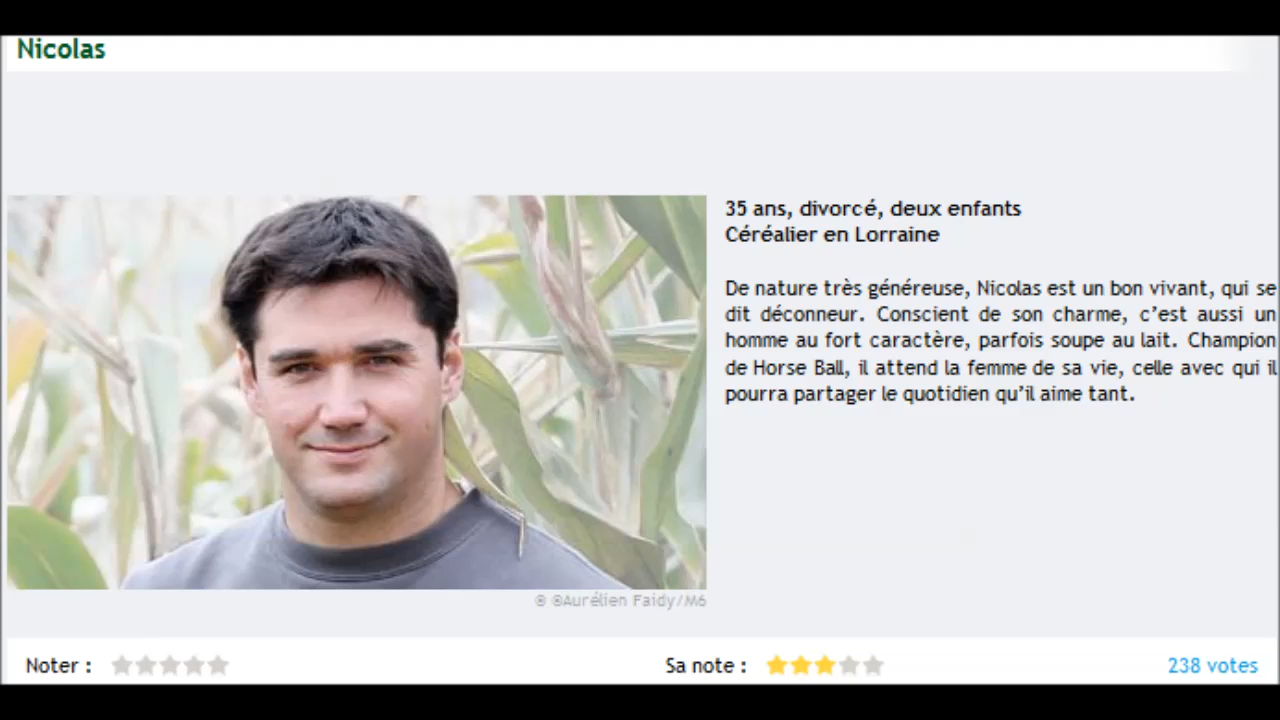 Nicolas
35 ans, divorcé, deux enfants
Céréalier en Lorraine
De nature très généreuse, Nicolas est un bon vivant, qui se
dit déconneur. Conscient de son charme, c’est aussi un
homme au fort caractère, parfois soupe au lait. Champion
de Horse Ball, il attend la femme de sa vie, celle avec qui il
pourra partager le quotidien qu’il aime tant.
© ©Aurélien Faidy/M6
Noter :
Sa note :
238 votes